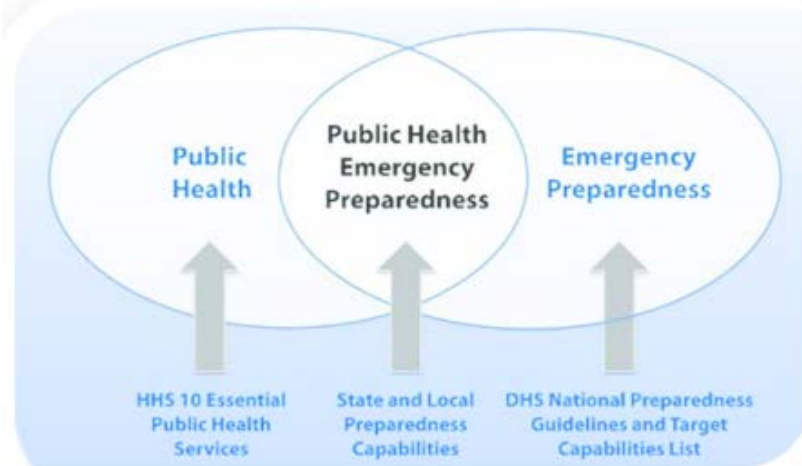 Public
Health
Public Health
Emergency
Preparedness
Emergency
Preparedness
HHS 10 Essential
Public Health
Services
State and Local
Preparedness
Capabilities
DHS National Preparedness
Guidelines and Target
Capabilities List